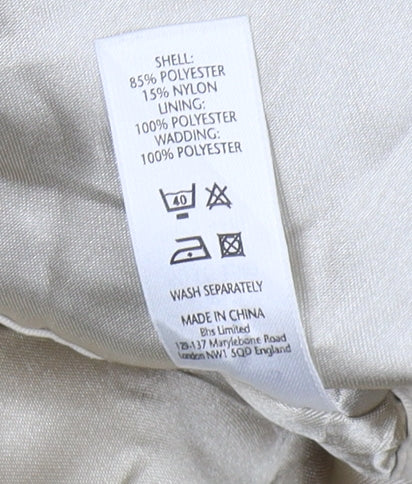 SHELL:
85% POLYESTER
15% NYLON
LINING:
100% POLYESTER
WADDING:
100% POLYESTER
40
WASH SEPARATELY
MADE IN CHINA
Bhs Limited
129-137 Marylebone Road
London NW1 5QD England